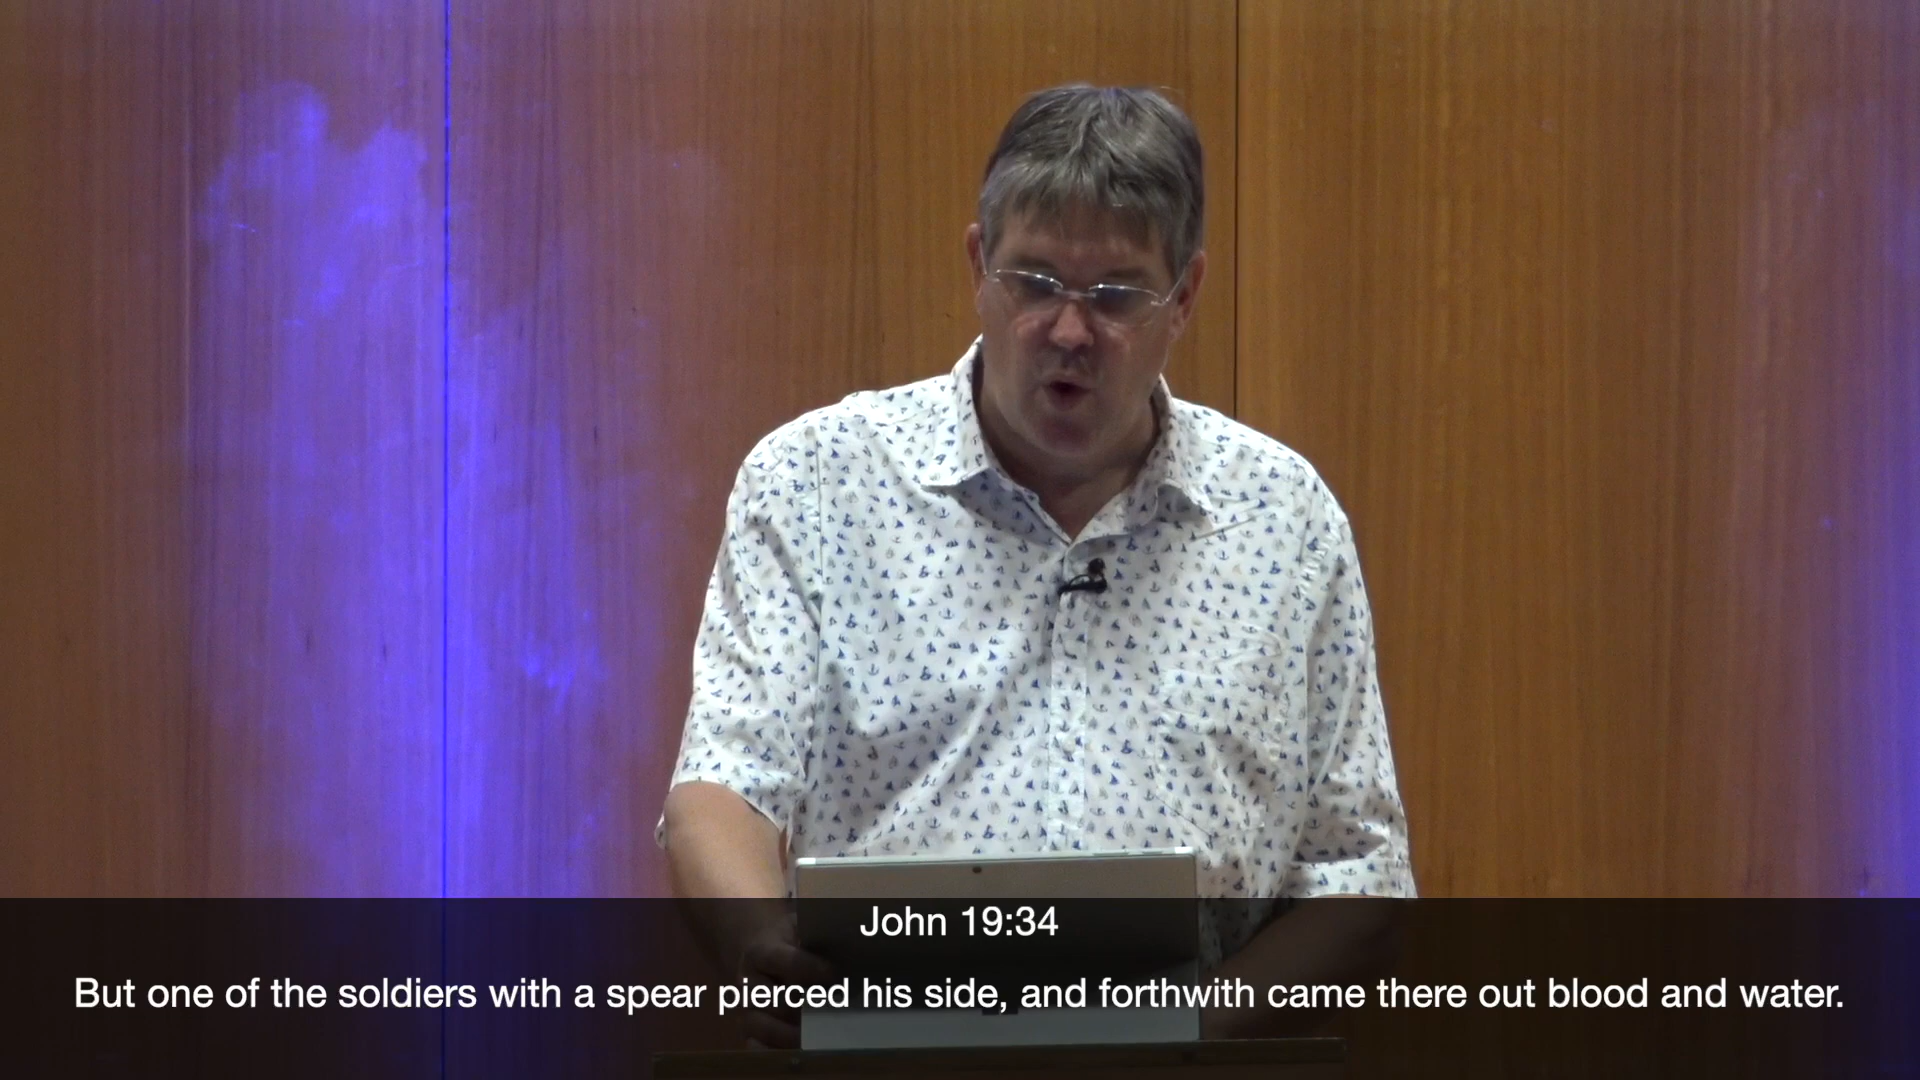 John 19:34
But one of the soldiers with a spear pierced his side, and forthwith came there out blood and water.